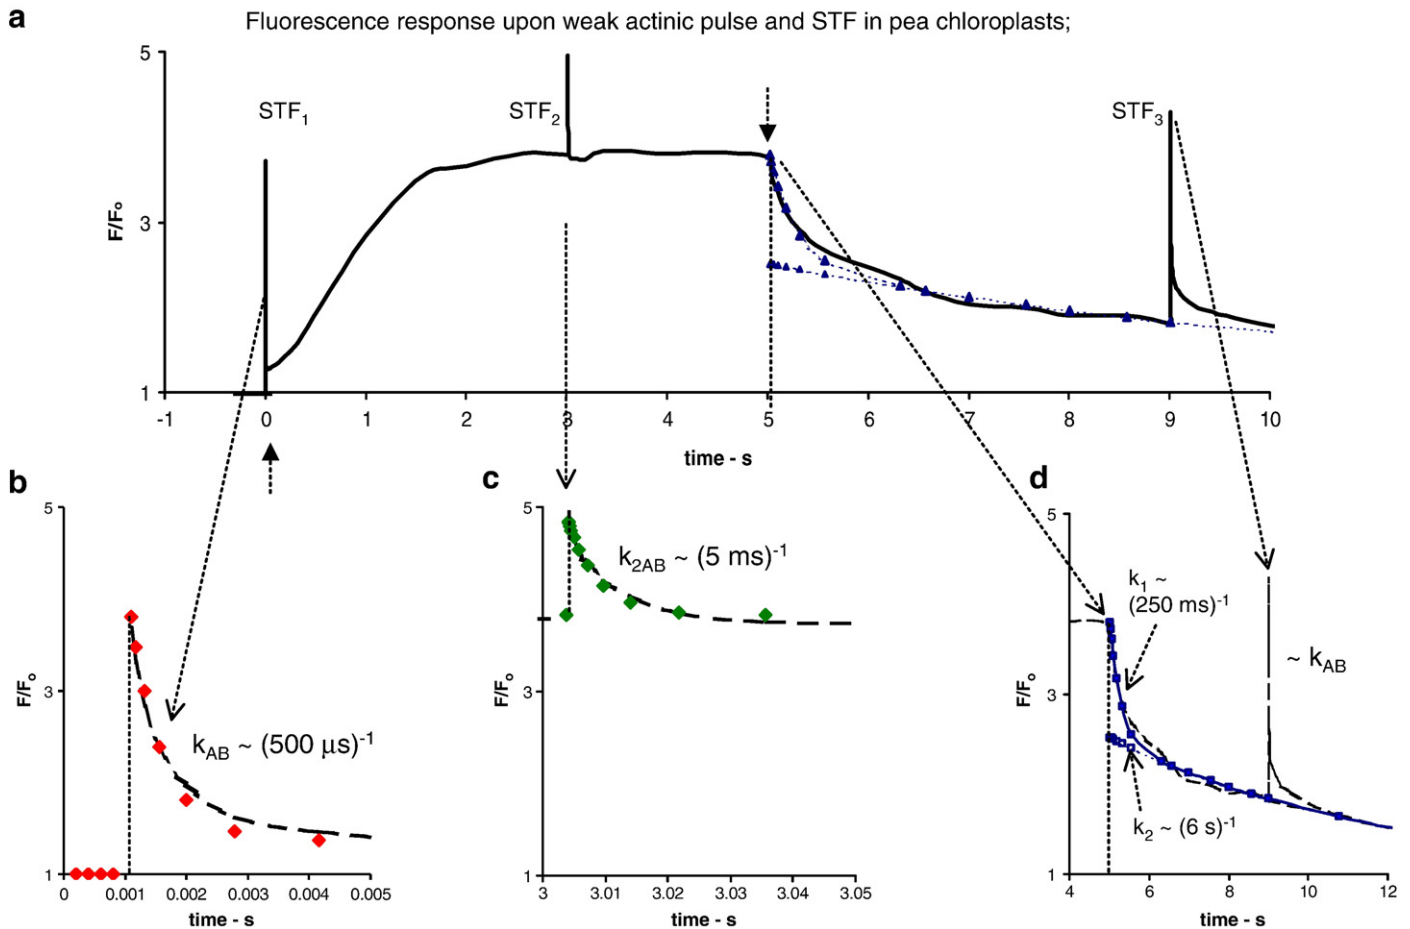 a
Fluorescence response upon weak actinic pulse and STF in pea chloroplasts;
5
STF1
STF2
STF3
3
F/Fo
1
-1 0 1 2 3 4 5 6 7 8 9 10
time - s
b
5
3
F/Fo
kAB ~ (500 μs)-1
1
0 0.001 0.002 0.003 0.004 0.005
time - s
c
5
k2AB ~ (5 ms)-1
3
F/Fo
1
3 3.01 3.02 3.03 3.04 3.05
time - s
d
5
k1 ~
(250 ms)-1
~ kAB
3
F/Fo
k2 ~ (6 s)-1
1
4 6 8 10 12
time - s